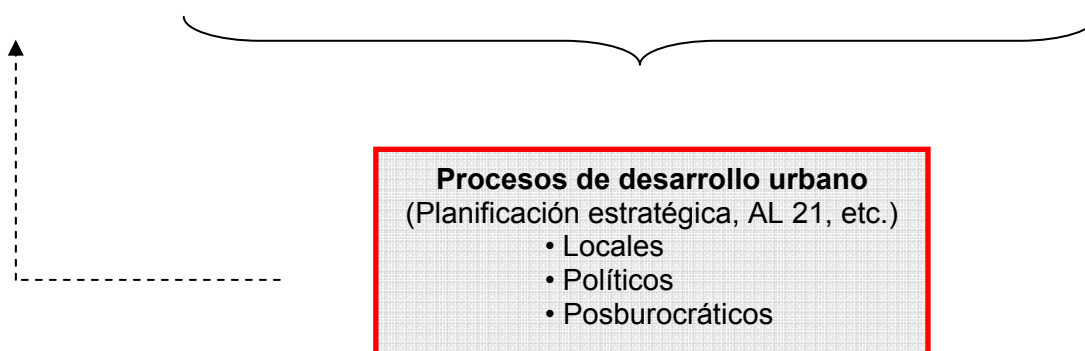 Procesos de desarrollo urbano
(Planificación estratégica, AL 21, etc.)
• Locales
• Políticos
• Posburocráticos